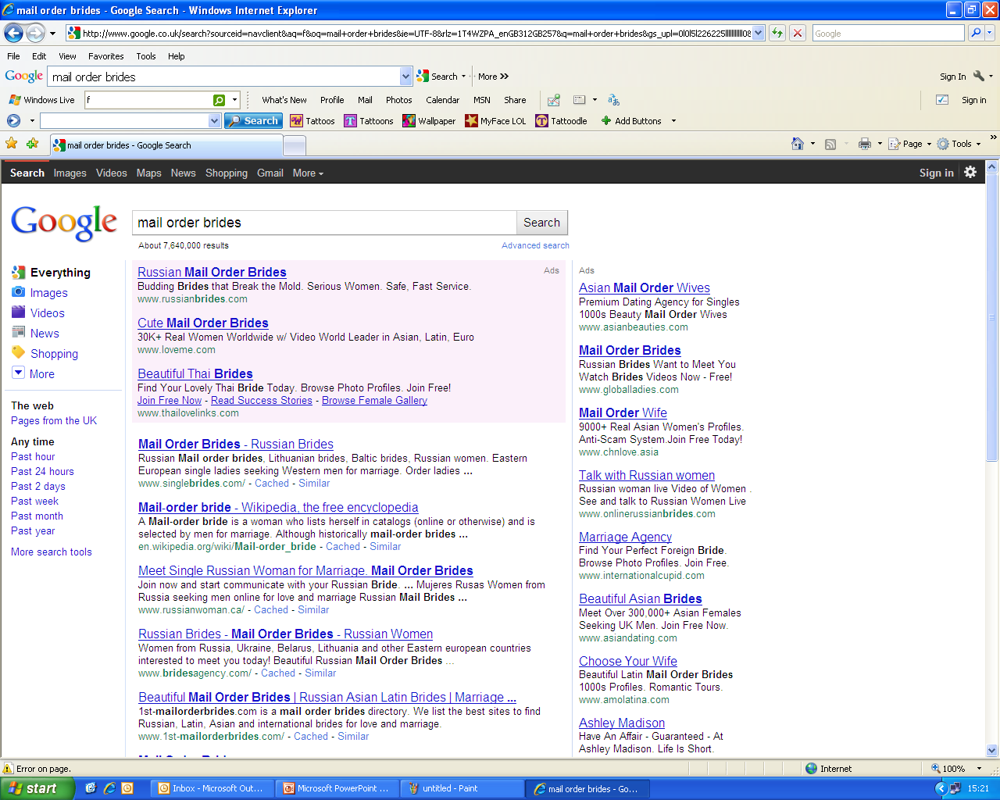 mail order brides - Google Search - Windows Internet Explorer
http://www.google.co.uk/search?sourceid=navclient&aq=f&oq=mail+order+brides&ie=UTF-8&rlz=1T4WZPA_enGB312GB257&q=mail+order+brides&gs_upl=0l0l5l226225lllllllllll08
Google
File Edit View Favorites Tools Help
Google mail order brides Search More >> Sign In
Windows Live f What's New Profile Mail Photos Calendar MSN Share Sign in
Search Tattoos Tattoons Wallpaper MyFace LOL Tattoodle Add Buttons
mail order brides - Google Search Page Tools >>
Search Images Videos Maps News Shopping Gmail More Sign in
Google mail order brides Search
About 7,640,000 results Advanced search
Everything
Images
Videos
News
Shopping
More
The web
Pages from the UK
Any time
Past hour
Past 24 hours
Past 2 days
Past week
Past month
Past year
More search tools
Russian Mail Order Brides Ads
Budding Brides that Break the Mold. Serious Women. Safe, Fast Service.
www.russianbrides.com
Cute Mail Order Brides
30K+ Real Women Worldwide w/ Video World Leader in Asian, Latin, Euro
www.loveme.com
Beautiful Thai Brides
Find Your Lovely Thai Bride Today. Browse Photo Profiles. Join Free!
Join Free Now - Read Success Stories - Browse Female Gallery
www.thailovelinks.com
Mail Order Brides - Russian Brides
Russian Mail order brides, Lithuanian brides, Baltic brides, Russian women. Eastern
European single ladies seeking Western men for marriage. Order ladies ...
www.singlebrides.com/ - Cached - Similar
Mail-order bride - Wikipedia, the free encyclopedia
A Mail-order bride is a woman who lists herself in catalogs (online or otherwise) and is
selected by men for marriage. Although historically mail-order brides ...
en.wikipedia.org/wiki/Mail-order_bride - Cached - Similar
Meet Single Russian Woman for Marriage. Mail Order Brides
Join now and start communicate with your Russian Bride. ... Mujeres Rusas Women from
Russia seeking men online for love and marriage Russian Mail Brides ...
www.russianwoman.ca/ - Cached - Similar
Russian Brides - Mail Order Brides - Russian Women
Women from Russia, Ukraine, Belarus, Lithuania and other Eastern european countries
interested to meet you today! Beautiful Russian Mail Order Brides ...
www.bridesagency.com/ - Cached - Similar
Beautiful Mail Order Brides | Russian Asian Latin Brides | Marriage ...
1st-mailorderbrides.com is a mail order brides directory. We list the best sites to find
Russian, Latin, Asian and international brides for love and marriage.
www.1st-mailorderbrides.com/ - Cached - Similar
Ads
Asian Mail Order Wives
Premium Dating Agency for Singles
1000s Beauty Mail Order Wives
www.asianbeauties.com
Mail Order Brides
Russian Brides Want to Meet You
Watch Brides Videos Now - Free!
www.globalladies.com
Mail Order Wife
9000+ Real Asian Women's Profiles.
Anti-Scam System.Join Free Today!
www.chnlove.asia
Talk with Russian women
Russian woman live Video of Women .
See and talk to Russian Women Live
www.onlinerussianbrides.com
Marriage Agency
Find Your Perfect Foreign Bride.
Browse Photo Profiles. Join Free.
www.internationalcupid.com
Beautiful Asian Brides
Meet Over 300,000+ Asian Females
Seeking UK Men. Join Free Now.
www.asiandating.com
Choose Your Wife
Beautiful Latin Mail Order Brides
1000s Profiles. Romantic Tours.
www.amolatina.com
Ashley Madison
Have An Affair - Guaranteed - At
Ashley Madison. Life Is Short.
Error on page. Internet 100%
start Inbox - Microsoft Out... Microsoft PowerPoint ... untitled - Paint mail order brides - Go... 15:21